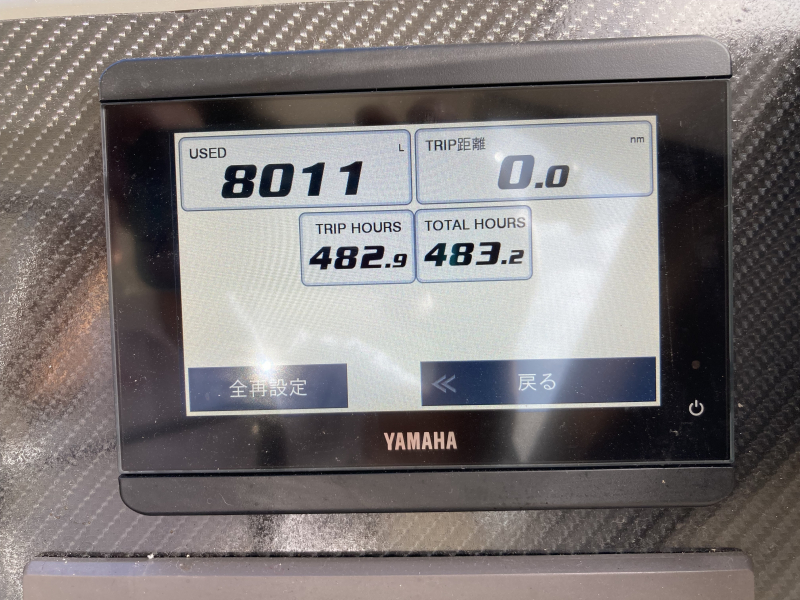 USED L
8011
TRIP距離 nm
0.0
TRIP HOURS
482.9
TOTAL HOURS
483.2
全再設定
戻る
YAMAHA